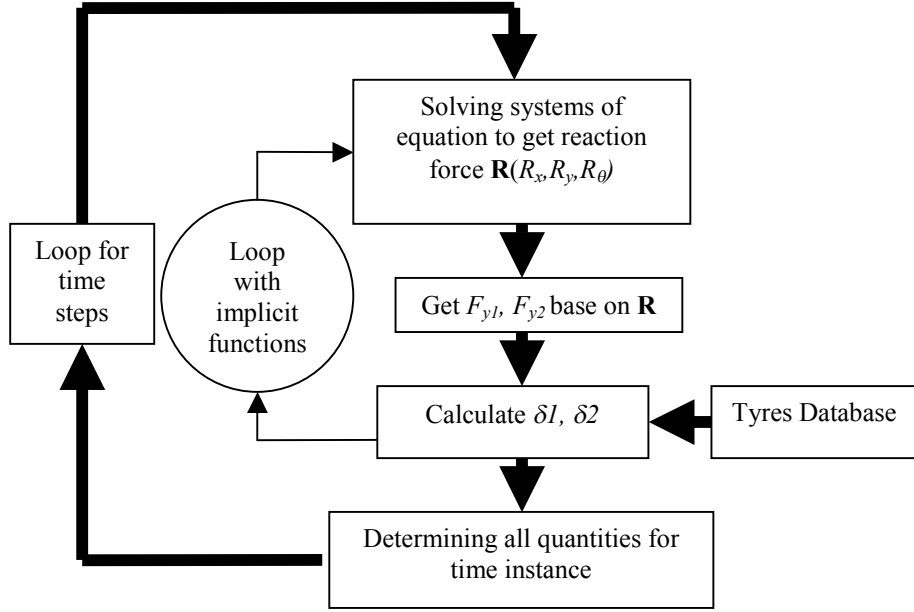 Solving systems of
equation to get reaction
force R(Rx,Ry,Rθ)
Loop for
time
steps
Loop
with
implicit
functions
Get Fy1, Fy2 base on R
Calculate δ1, δ2
Tyres Database
Determining all quantities for
time instance